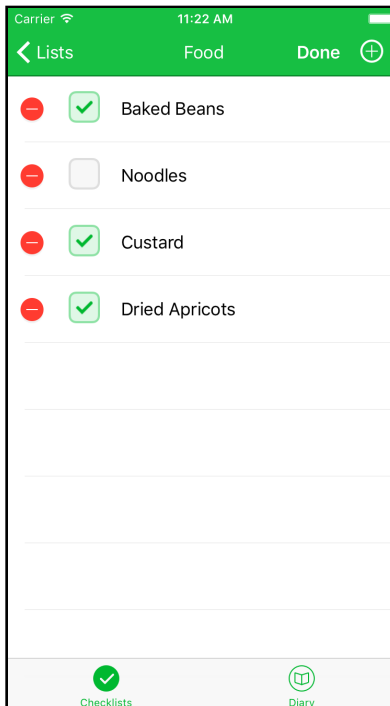 Carrier 11:22 AM
Lists Food Done
Baked Beans
Noodles
Custard
Dried Apricots
Checklists Diary